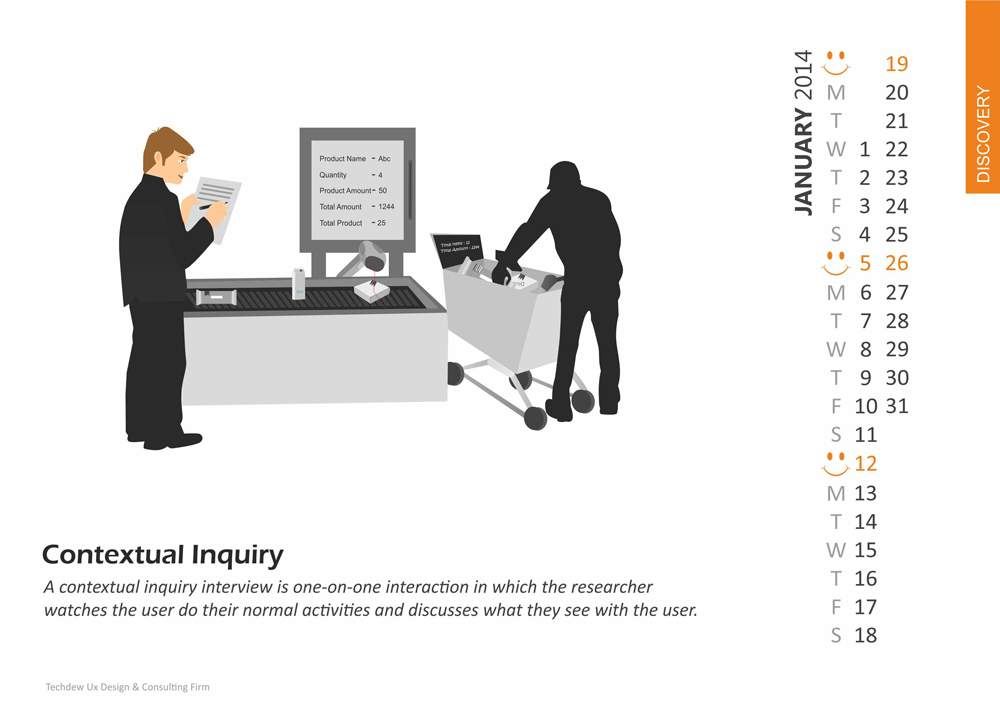 Product Name - Abc
Quantity - 4
Product Amount- 50
Total Amount - 1244
Total Product - 25
Total Items : 12
Total Amount : 1244
Contextual Inquiry
A contextual inquiry interview is one-on-one interaction in which the researcher
watches the user do their normal activities and discusses what they see with the user.
Techdew Ux Design & Consulting Firm
JANUARY 2014
19
M 20
T 21
W 1 22
T 2 23
F 3 24
S 4 25
5 26
M 6 27
T 7 28
W 8 29
T 9 30
F 10 31
S 11
12
M 13
T 14
W 15
T 16
F 17
S 18
DISCOVERY